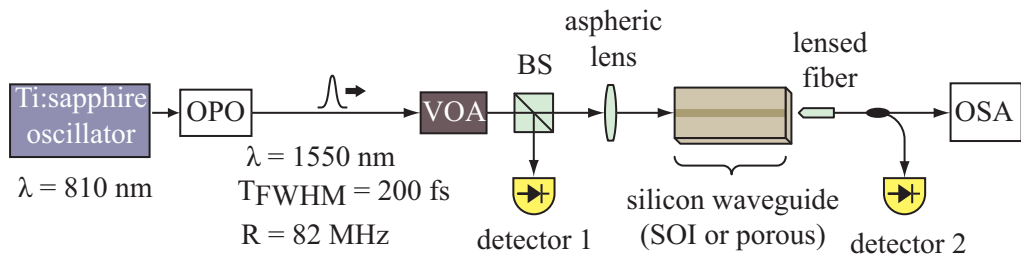 Ti:sapphire
oscillator
λ = 810 nm
OPO
λ = 1550 nm
TFWHM = 200 fs
R = 82 MHz
VOA
BS
detector 1
aspheric
lens
silicon waveguide
(SOI or porous)
lensed
fiber
detector 2
OSA